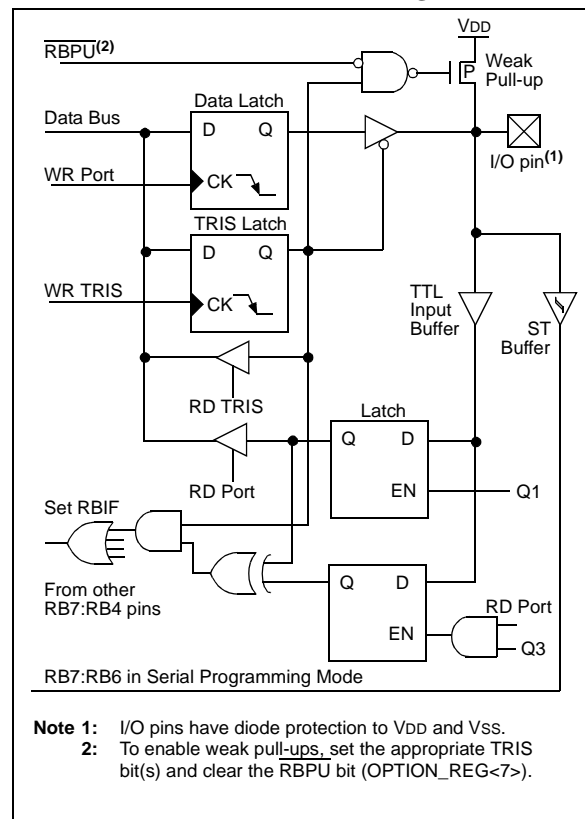 VDD
RBPU(2)
P
Weak
Pull-up
Data Latch
Data Bus
D Q
I/O pin(1)
WR Port
CK
TRIS Latch
D Q
WR TRIS
CK
TTL
Input
Buffer
ST
Buffer
RD TRIS
Latch
Q D
RD Port
EN
Q1
Set RBIF
From other
RB7:RB4 pins
Q D
RD Port
EN
Q3
RB7:RB6 in Serial Programming Mode
Note 1: I/O pins have diode protection to VDD and VSS.
2: To enable weak pull-ups, set the appropriate TRIS
bit(s) and clear the RBPU bit (OPTION_REG<7>).